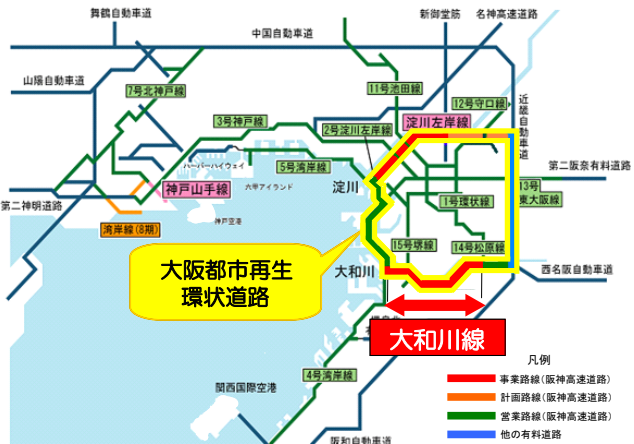 舞鶴自動車道
新御堂筋
名神高速道路
中国自動車道
山陽自動車道
7号北神戸線
11号池田線
12号守口線
近畿自動車道
3号神戸線
2号淀川左岸線
淀川左岸線
ハーバーハイウェイ
5号湾岸線
第二阪奈有料道路
神戸山手線
六甲アイランド
淀川
13号
東大阪線
第二神明道路
神戸空港
1号環状線
湾岸線(8期)
15号堺線
14号松原線
大阪都市再生
環状道路
大和川
西名阪自動車道
大和川線
4号湾岸線
凡例
事業路線(阪神高速道路)
計画路線(阪神高速道路)
関西国際空港
営業路線(阪神高速道路)
阪和自動車道
他の有料道路